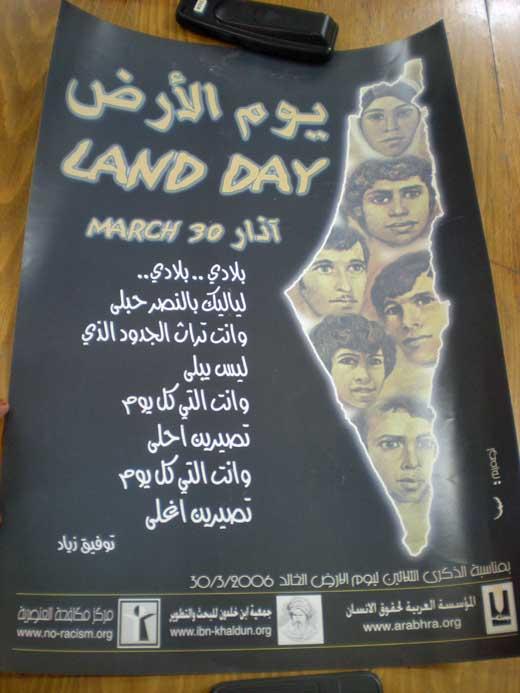 يوم الأرض
LAND DAY
MARCH 30 آذار
بلادي .. بلادي..
لياليك بالنصر حبلى
وانت تراث الجدود الذي
ليس يبلى
وانت التي كل يوم
تصيرين احلى
وانت التي كل يوم
تصيرين اغلى
توفيق زياد
بمناسبة الذكرى الثلاثين ليوم الارض الخالد 30/3/2006
المؤسسة العربية لحقوق الانسان
www.arabhra.org
جمعية ابن خلدون للبحث والتطوير
www.ibn-khaldun.org
مركز مكافحة العنصرية
www.no-racism.org